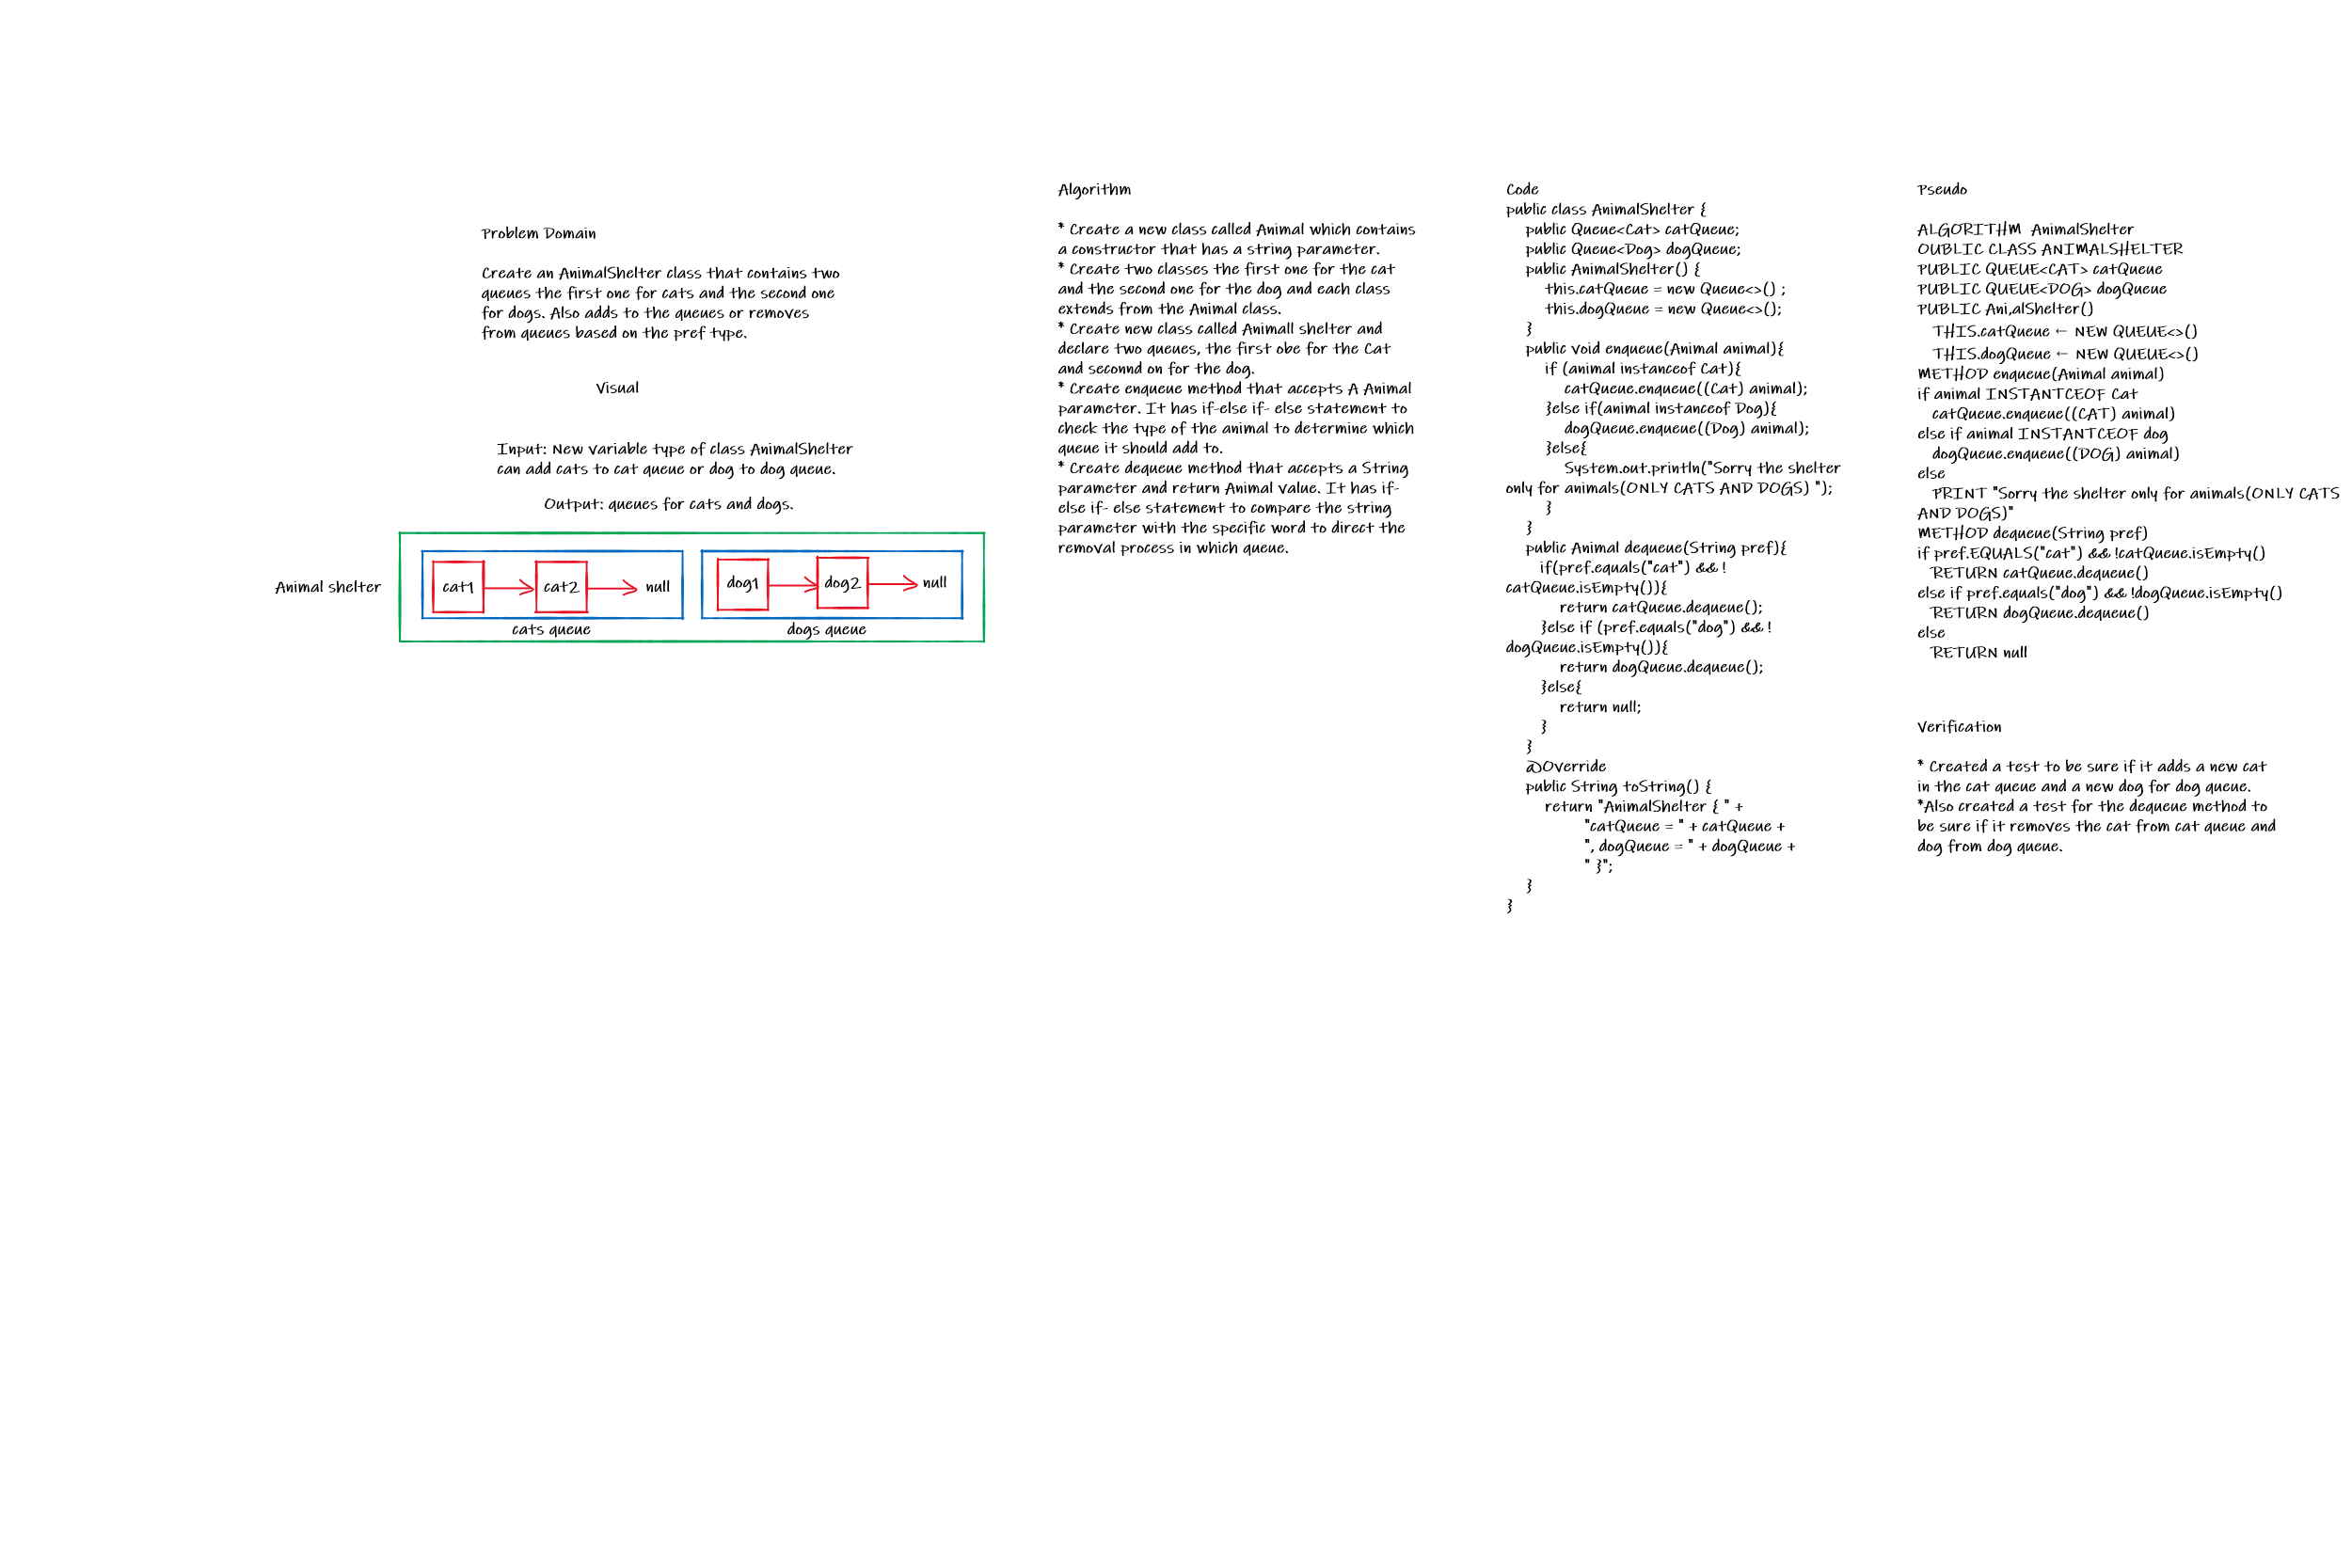 Problem Domain
Create an AnimalShelter class that contains two
queues the first one for cats and the second one
for dogs. Also adds to the queues or removes
from queues based on the pref type.
Visual
Input: New variable type of class AnimalShelter
can add cats to cat queue or dog to dog queue.
Output: queues for cats and dogs.
Animal shelter
cat1
cat2
null
cats queue
dog1
dog2
null
dogs queue
Algorithm
* Create a new class called Animal which contains
a constructor that has a string parameter.
* Create two classes the first one for the cat
and the second one for the dog and each class
extends from the Animal class.
* Create new class called Animall shelter and
declare two queues, the first obe for the Cat
and seconnd on for the dog.
* Create enqueue method that accepts A Animal
parameter. It has if-else if- else statement to
check the type of the animal to determine which
queue it should add to.
* Create dequeue method that accepts a String
parameter and return Animal value. It has if-
else if- else statement to compare the string
parameter with the specific word to direct the
removal process in which queue.
Code
public class AnimalShelter {
public Queue<Cat> catQueue;
public Queue<Dog> dogQueue;
public AnimalShelter() {
this.catQueue = new Queue<>() ;
this.dogQueue = new Queue<>();
}
public void enqueue(Animal animal){
if (animal instanceof Cat){
catQueue.enqueue((Cat) animal);
}else if(animal instanceof Dog){
dogQueue.enqueue((Dog) animal);
}else{
System.out.println("Sorry the shelter
only for animals(ONLY CATS AND DOGS) ");
}
}
public Animal dequeue(String pref){
if(pref.equals("cat") && !
catQueue.isEmpty()){
return catQueue.dequeue();
}else if (pref.equals("dog") && !
dogQueue.isEmpty()){
return dogQueue.dequeue();
}else{
return null;
}
}
@Override
public String toString() {
return "AnimalShelter { " +
"catQueue = " + catQueue +
", dogQueue = " + dogQueue +
" }";
}
}
Pseudo
ALGORITHM AnimalShelter
OUBLIC CLASS ANIMALSHELTER
PUBLIC QUEUE<CAT> catQueue
PUBLIC QUEUE<DOG> dogQueue
PUBLIC Ani,alShelter()
THIS.catQueue ← NEW QUEUE<>()
THIS.dogQueue ← NEW QUEUE<>()
METHOD enqueue(Animal animal)
if animal INSTANTCEOF Cat
catQueue.enqueue((CAT) animal)
else if animal INSTANTCEOF dog
dogQueue.enqueue((DOG) animal)
else
PRINT "Sorry the shelter only for animals(ONLY CATS
AND DOGS)"
METHOD dequeue(String pref)
if pref.EQUALS("cat") && !catQueue.isEmpty()
RETURN catQueue.dequeue()
else if pref.equals("dog") && !dogQueue.isEmpty()
RETURN dogQueue.dequeue()
else
RETURN null
Verification
* Created a test to be sure if it adds a new cat
in the cat queue and a new dog for dog queue.
*Also created a test for the dequeue method to
be sure if it removes the cat from cat queue and
dog from dog queue.